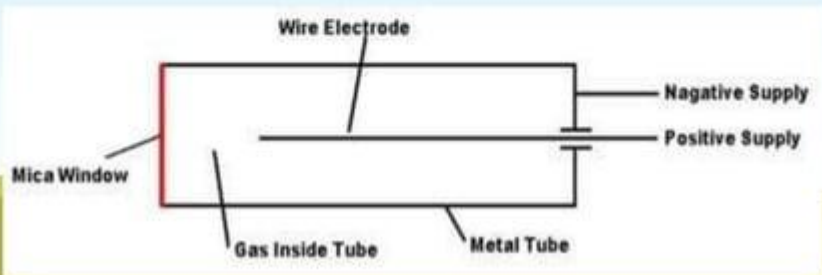 Wire Electrode
Nagative Supply
Positive Supply
Mica Window
Gas Inside Tube
Metal Tube